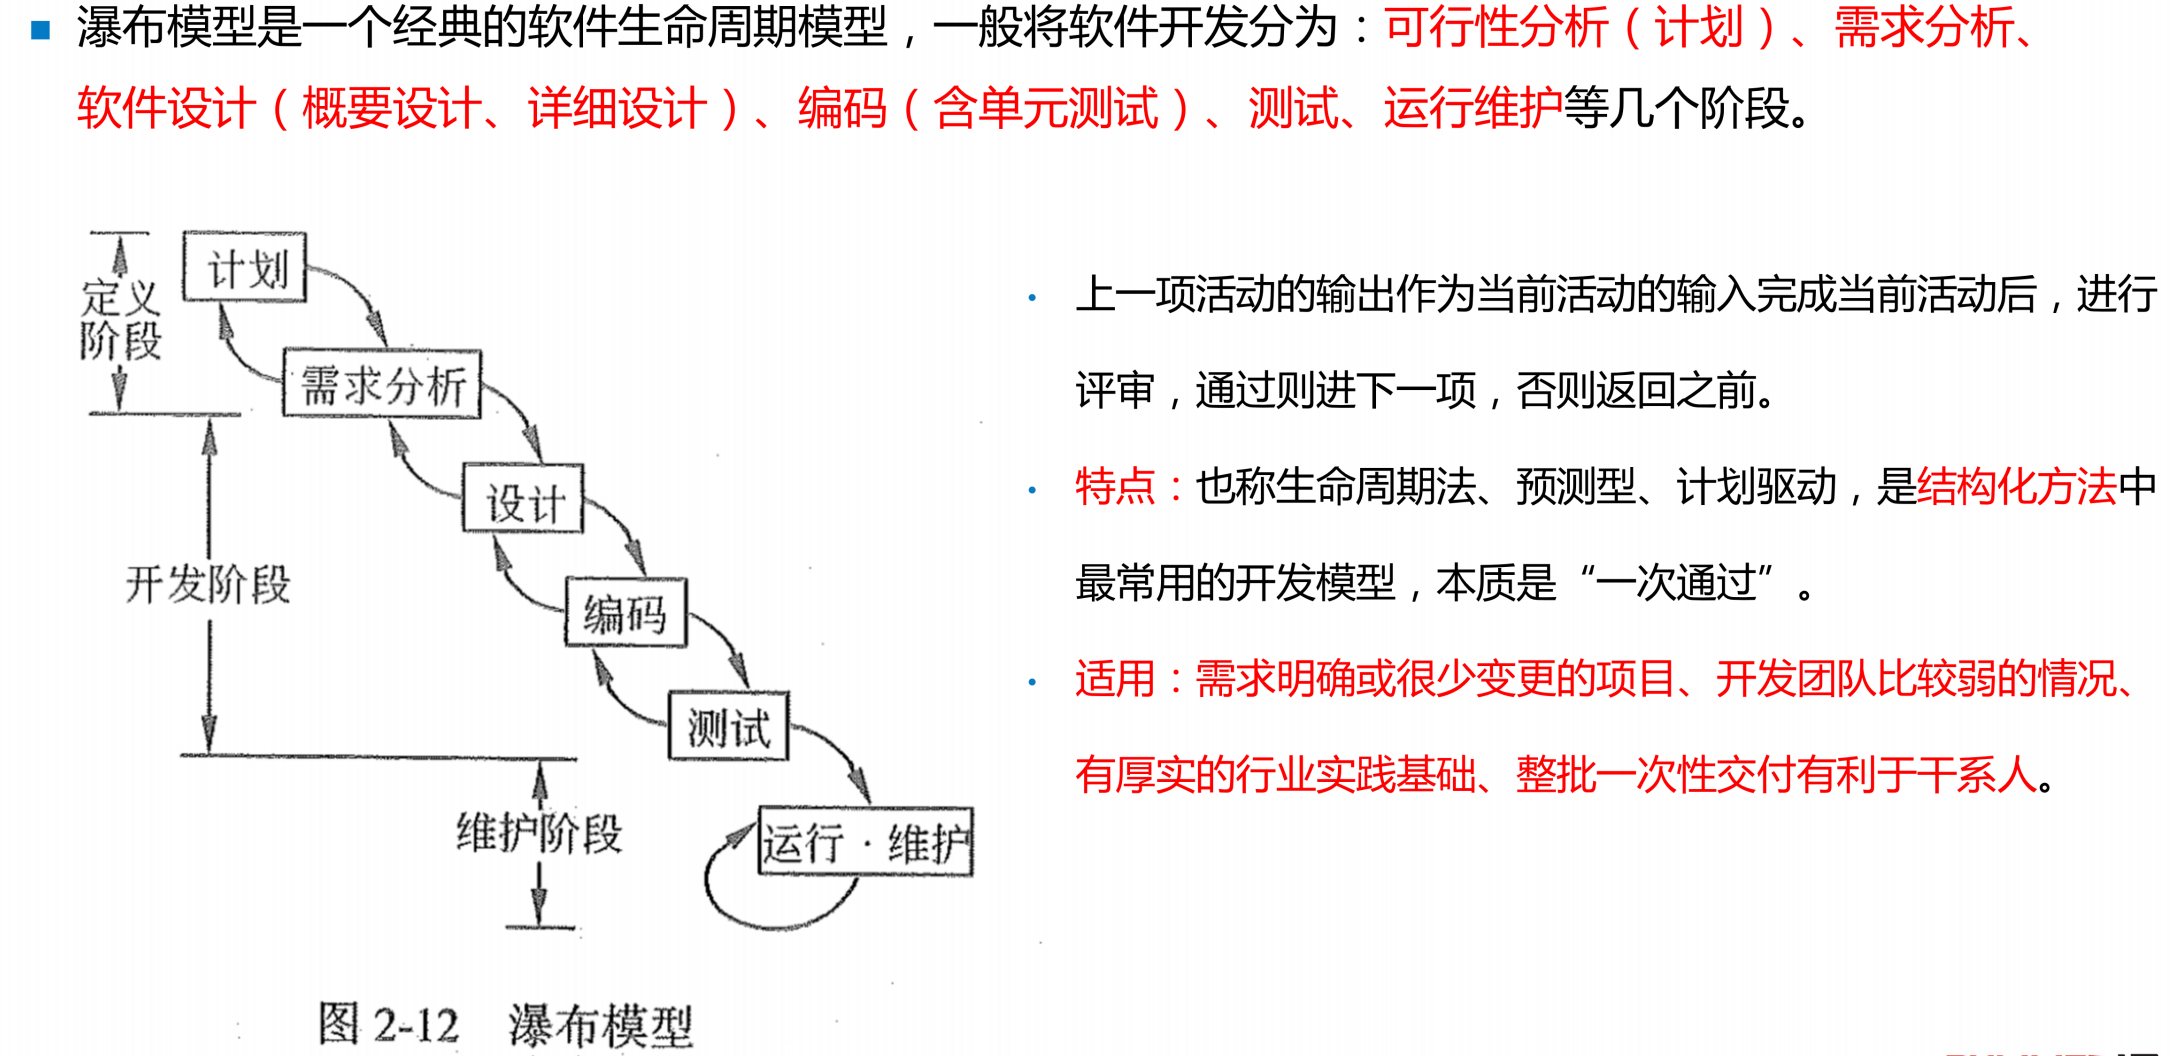 瀑布模型是一个经典的软件生命周期模型，一般将软件开发分为：可行性分析（计划）、需求分析、
软件设计（概要设计、详细设计）、编码（含单元测试）、测试、运行维护等几个阶段。
计划
定义
阶段
需求分析
设计
开发阶段
编码
测试
维护阶段
运行·维护
图 2-12 瀑布模型
上一项活动的输出作为当前活动的输入完成当前活动后，进行
评审，通过则进下一项，否则返回之前。
特点：也称生命周期法、预测型、计划驱动，是结构化方法中
最常用的开发模型，本质是“一次通过”。
适用：需求明确或很少变更的项目、开发团队比较弱的情况、
有厚实的行业实践基础、整批一次性交付有利于干系人。